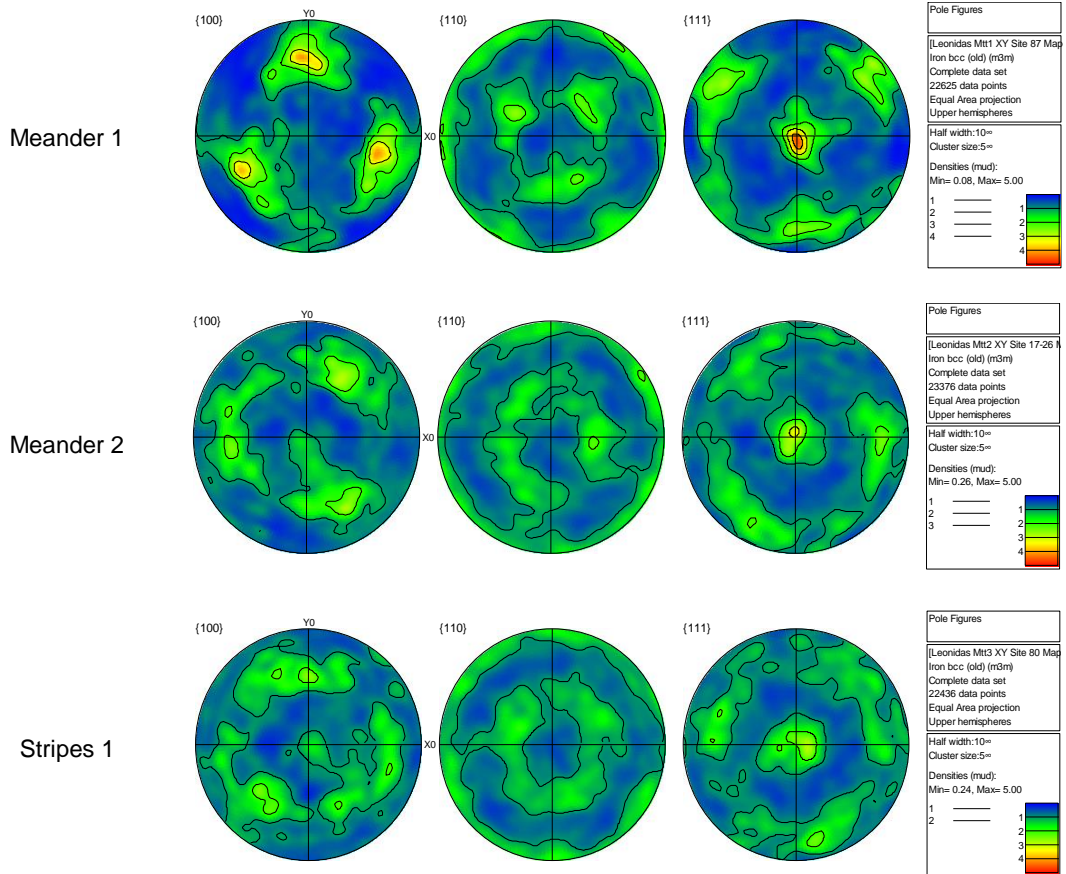 {100}
Y0
{110}
{111}
X0
Meander 1
Pole Figures
[Leonidas Mtt1 XY Site 87 Map
Iron bcc (old) (m3m)
Complete data set
22625 data points
Equal Area projection
Upper hemispheres
Half width:10∞
Cluster size:5∞
Densities (mud):
Min= 0.08, Max= 5.00
1
2
3
4
1
2
3
4
{100}
Y0
{110}
{111}
X0
Meander 2
Pole Figures
[Leonidas Mtt2 XY Site 17-26 M
Iron bcc (old) (m3m)
Complete data set
23376 data points
Equal Area projection
Upper hemispheres
Half width:10∞
Cluster size:5∞
Densities (mud):
Min= 0.26, Max= 5.00
1
2
3
1
2
3
4
{100}
Y0
{110}
{111}
X0
Stripes 1
Pole Figures
[Leonidas Mtt3 XY Site 80 Map
Iron bcc (old) (m3m)
Complete data set
22436 data points
Equal Area projection
Upper hemispheres
Half width:10∞
Cluster size:5∞
Densities (mud):
Min= 0.24, Max= 5.00
1
2
1
2
3
4